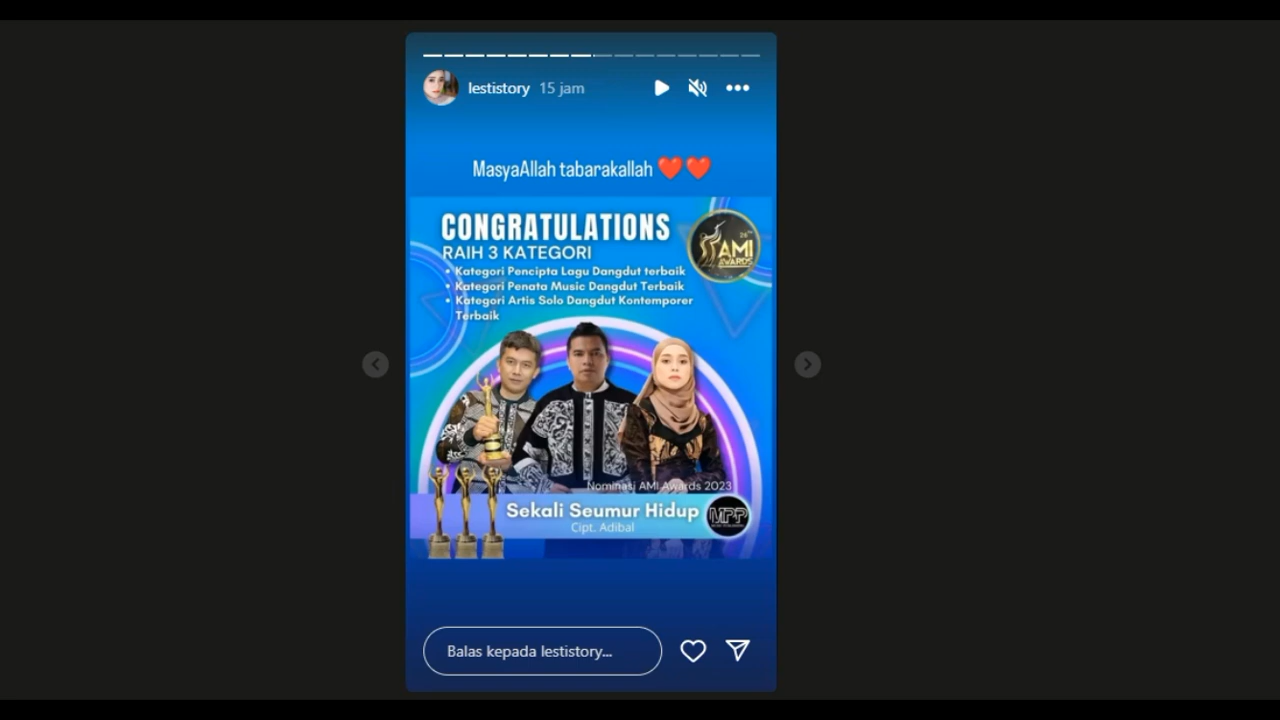 lestistory 15 jam
MasyaAllah tabarakallah ❤️❤️
CONGRATULATIONS
RAIH 3 KATEGORI
• Kategori Pencipta Lagu Dangdut terbaik
• Kategori Penata Music Dangdut Terbaik
• Kategori Artis Solo Dangdut Kontemporer
Terbaik
26TH
AMI
AWARDS
Nominasi AMI Awards 2023
Sekali Seumur Hidup
Cipt. Adibal
MPP
Balas kepada lestistory...